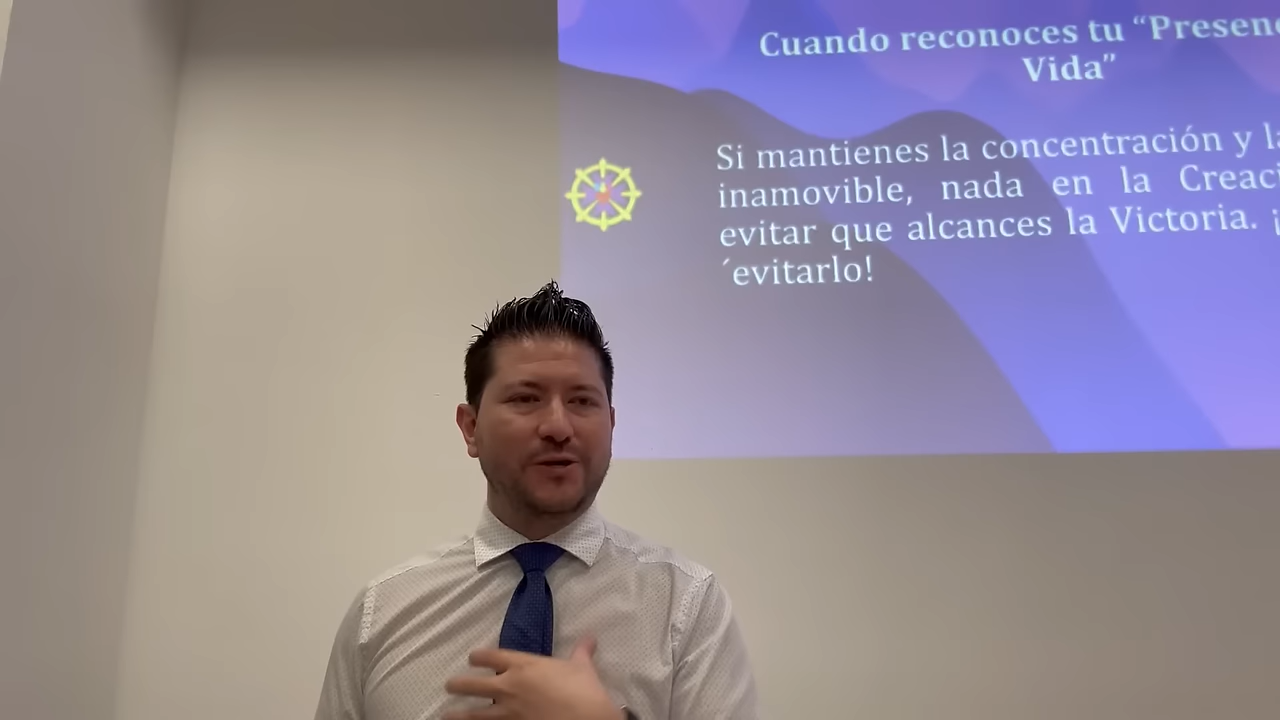 Cuando reconoces tu “Presen
Vida”
Si mantienes la concentración y la
inamovible, nada en la Creaci
evitar que alcances la Victoria. ¡
´evitarlo!